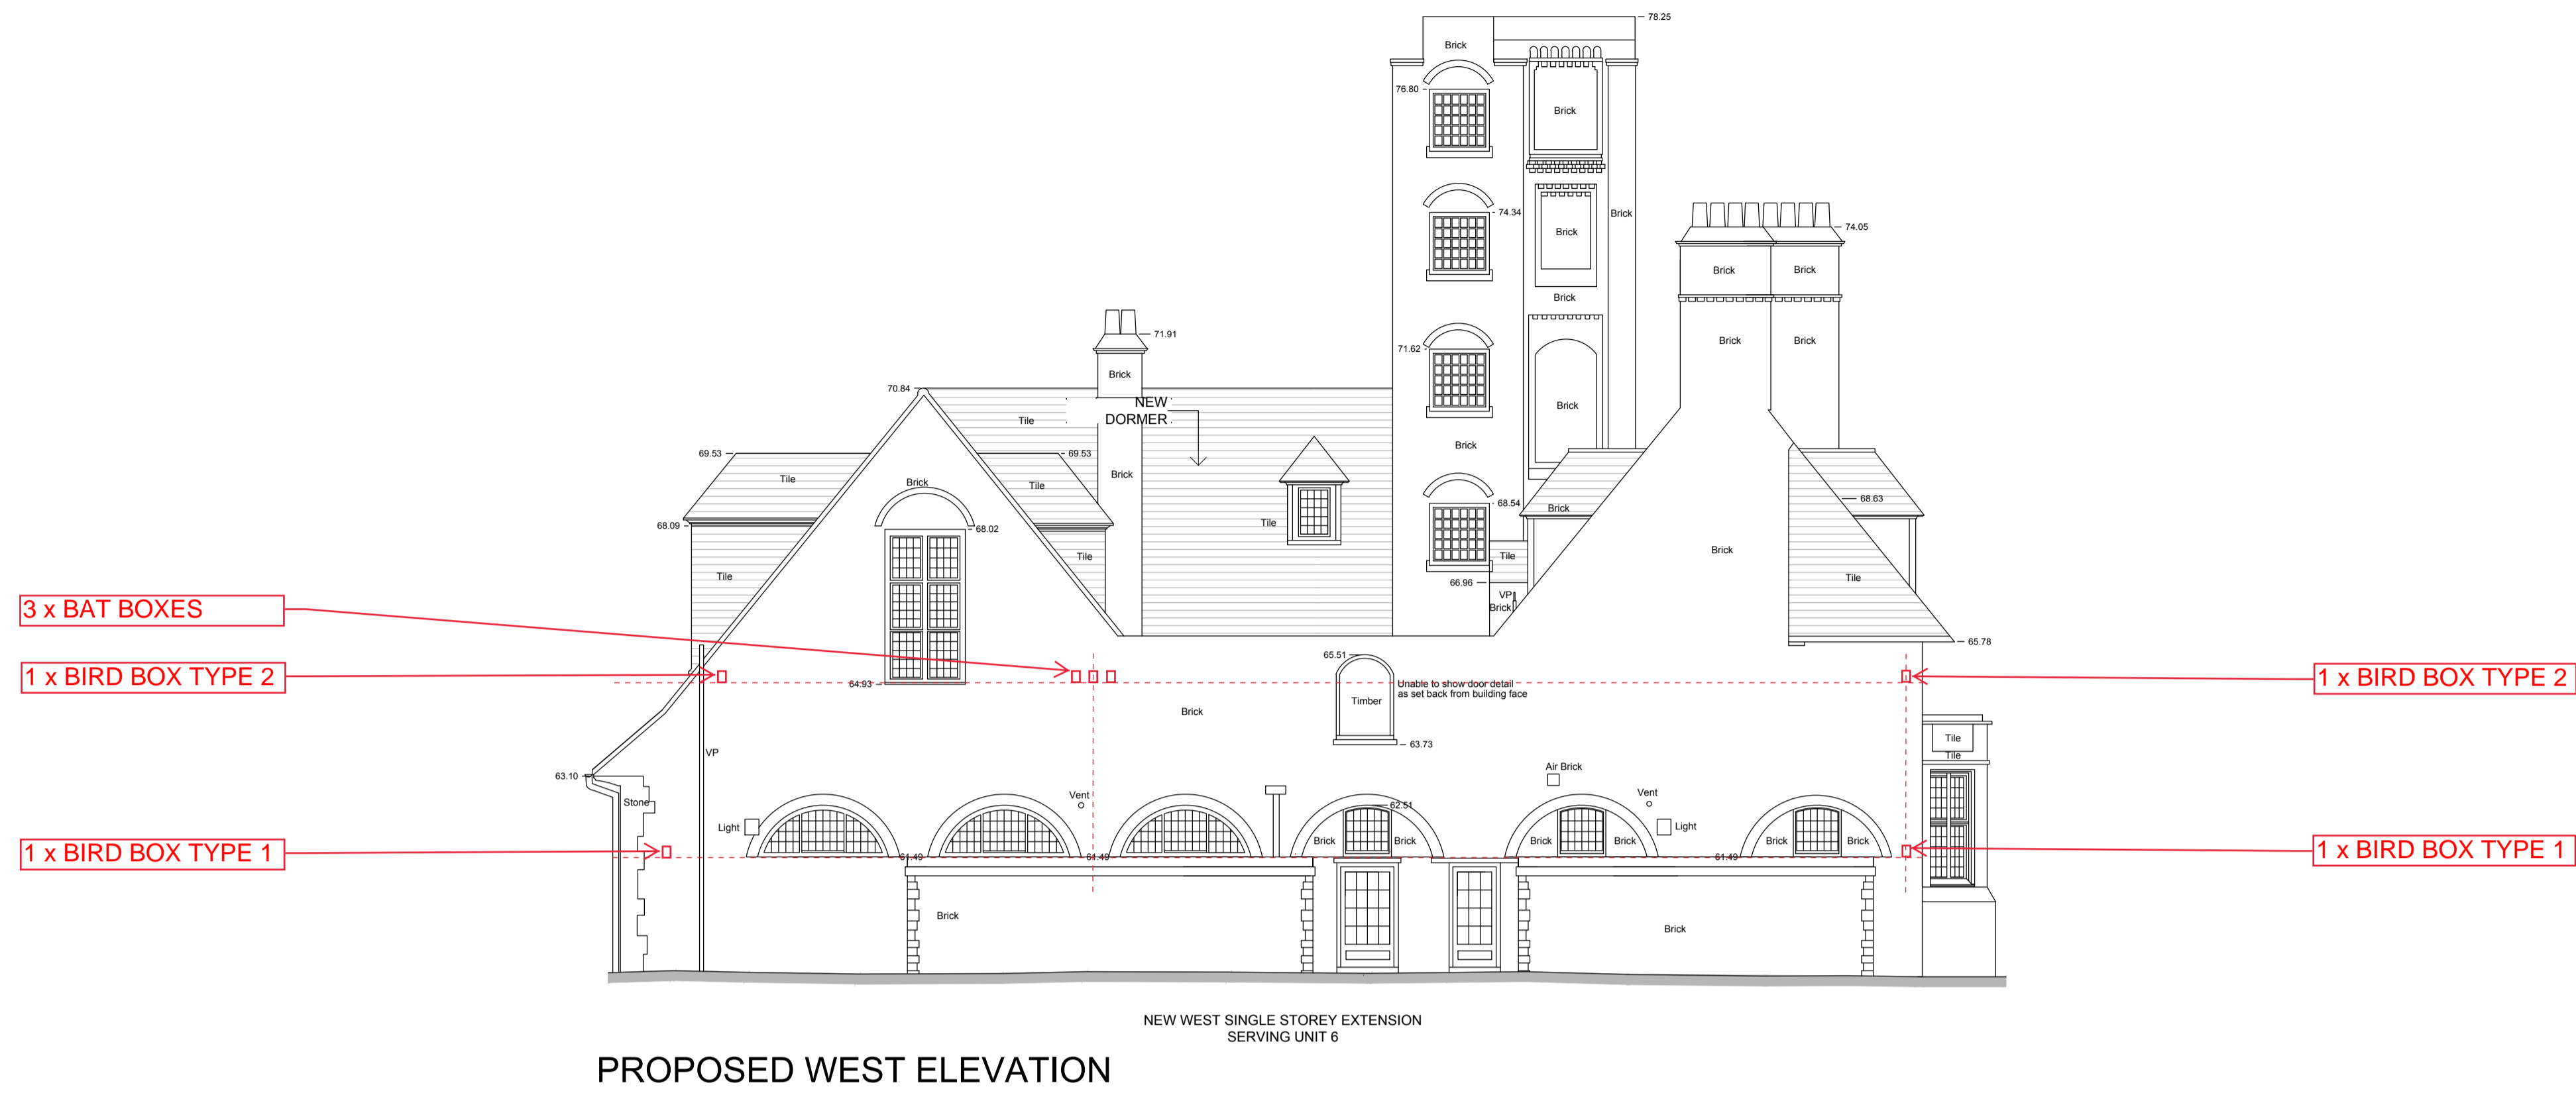 78.25
Brick
76.80
Brick
74.34
Brick
Brick
74.05
Brick
Brick
Brick
71.91
Brick
Brick
71.62
Brick
70.84
NEW
DORMER
Tile
Brick
Brick
69.53
69.53
Tile
Brick
Brick
Tile
68.63
68.54
Brick
68.09
68.02
Tile
Brick
Tile
Tile
Tile
Tile
66.96
VP
Brick
3 x BAT BOXES
65.78
65.51
1 x BIRD BOX TYPE 2
1 x BIRD BOX TYPE 2
64.93
Unable to show door detail
as set back from building face
Timber
Brick
63.73
VP
Tile
Tile
63.10
Air Brick
Stone
Vent
Vent
62.51
Light
Light
Brick
Brick
Brick
Brick
Brick
Brick
1 x BIRD BOX TYPE 1
1 x BIRD BOX TYPE 1
61.49
61.49
61.49
Brick
Brick
NEW WEST SINGLE STOREY EXTENSION
SERVING UNIT 6
PROPOSED WEST ELEVATION